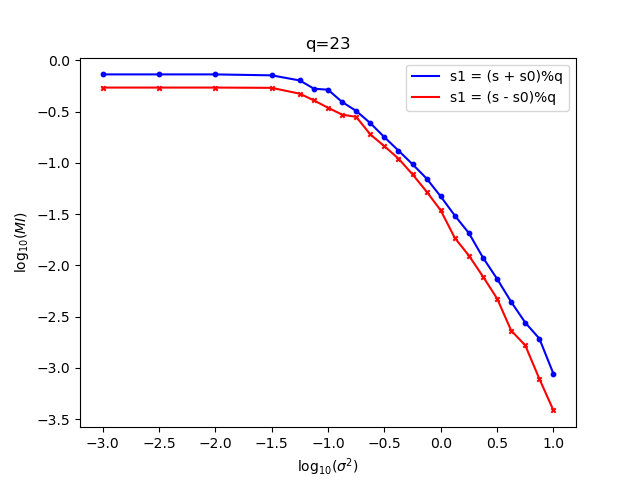 q=23
s1 = (s + s0)%q
s1 = (s - s0)%q
0.0
−0.5
−1.0
−1.5
−2.0
−2.5
−3.0
−3.5
log₁₀(MI)
−3.0 −2.5 −2.0 −1.5 −1.0 −0.5 0.0 0.5 1.0
log₁₀(σ²)